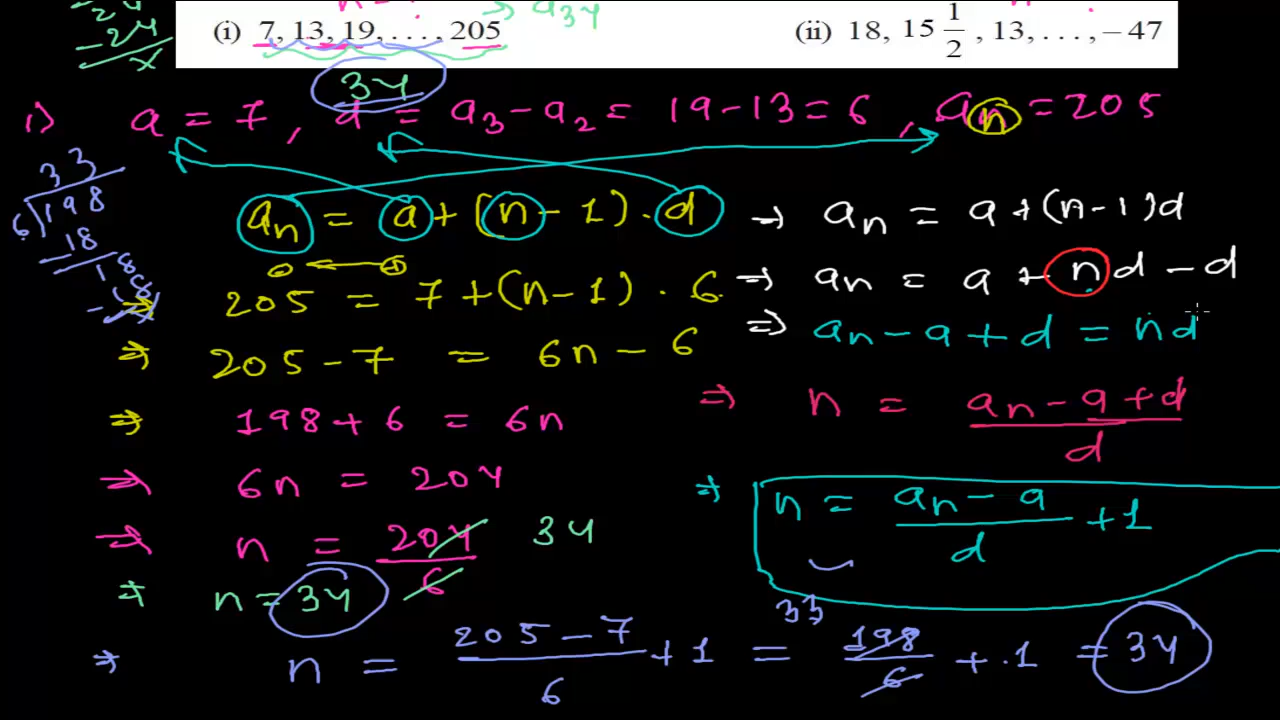 (i) 7, 13, 19, . . . , 205 → a34
(ii) 18, 15 1/2 , 13, . . . , – 47
- 24
34
i) a = 7 , d = a3 - a2 = 19 - 13 = 6 , an = 205
33
6) 198
- 18
18
- 18
an = a + (n - 1) . d
⇒ 205 = 7 + (n - 1) . 6
⇒ 205 - 7 = 6n - 6
⇒ 198 + 6 = 6n
⇒ 6n = 204
⇒ n = 204/6 34
⇒ n = 34
⇒ an = a + (n-1)d
⇒ an = a + nd - d
⇒ an - a + d = nd
⇒ n = an - a + d / d
⇒ n = an - a / d + 1
⇒ n = 205 - 7 / 6 + 1 = 33 198/6 + .1 = 34